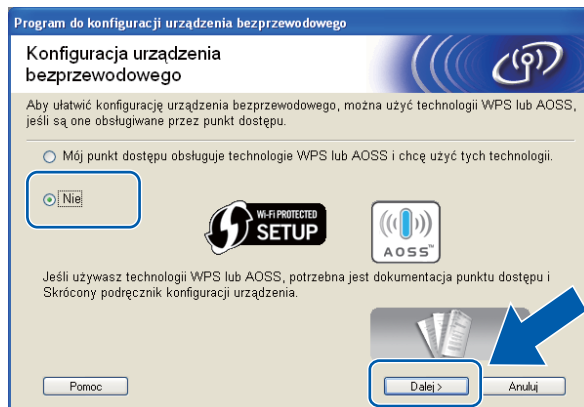 Program do konfiguracji urządzenia bezprzewodowego
Konfiguracja urządzenia
bezprzewodowego
Aby ułatwić konfigurację urządzenia bezprzewodowego, można użyć technologii WPS lub AOSS,
jeśli są one obsługiwane przez punkt dostępu.
Mój punkt dostępu obsługuje technologie WPS lub AOSS i chcę użyć tych technologii.
Nie
WI-FI PROTECTED
SETUP
AOSS™
Jeśli używasz technologii WPS lub AOSS, potrzebna jest dokumentacja punktu dostępu i
Skrócony podręcznik konfiguracji urządzenia.
Pomoc
Dalej >
Anuluj